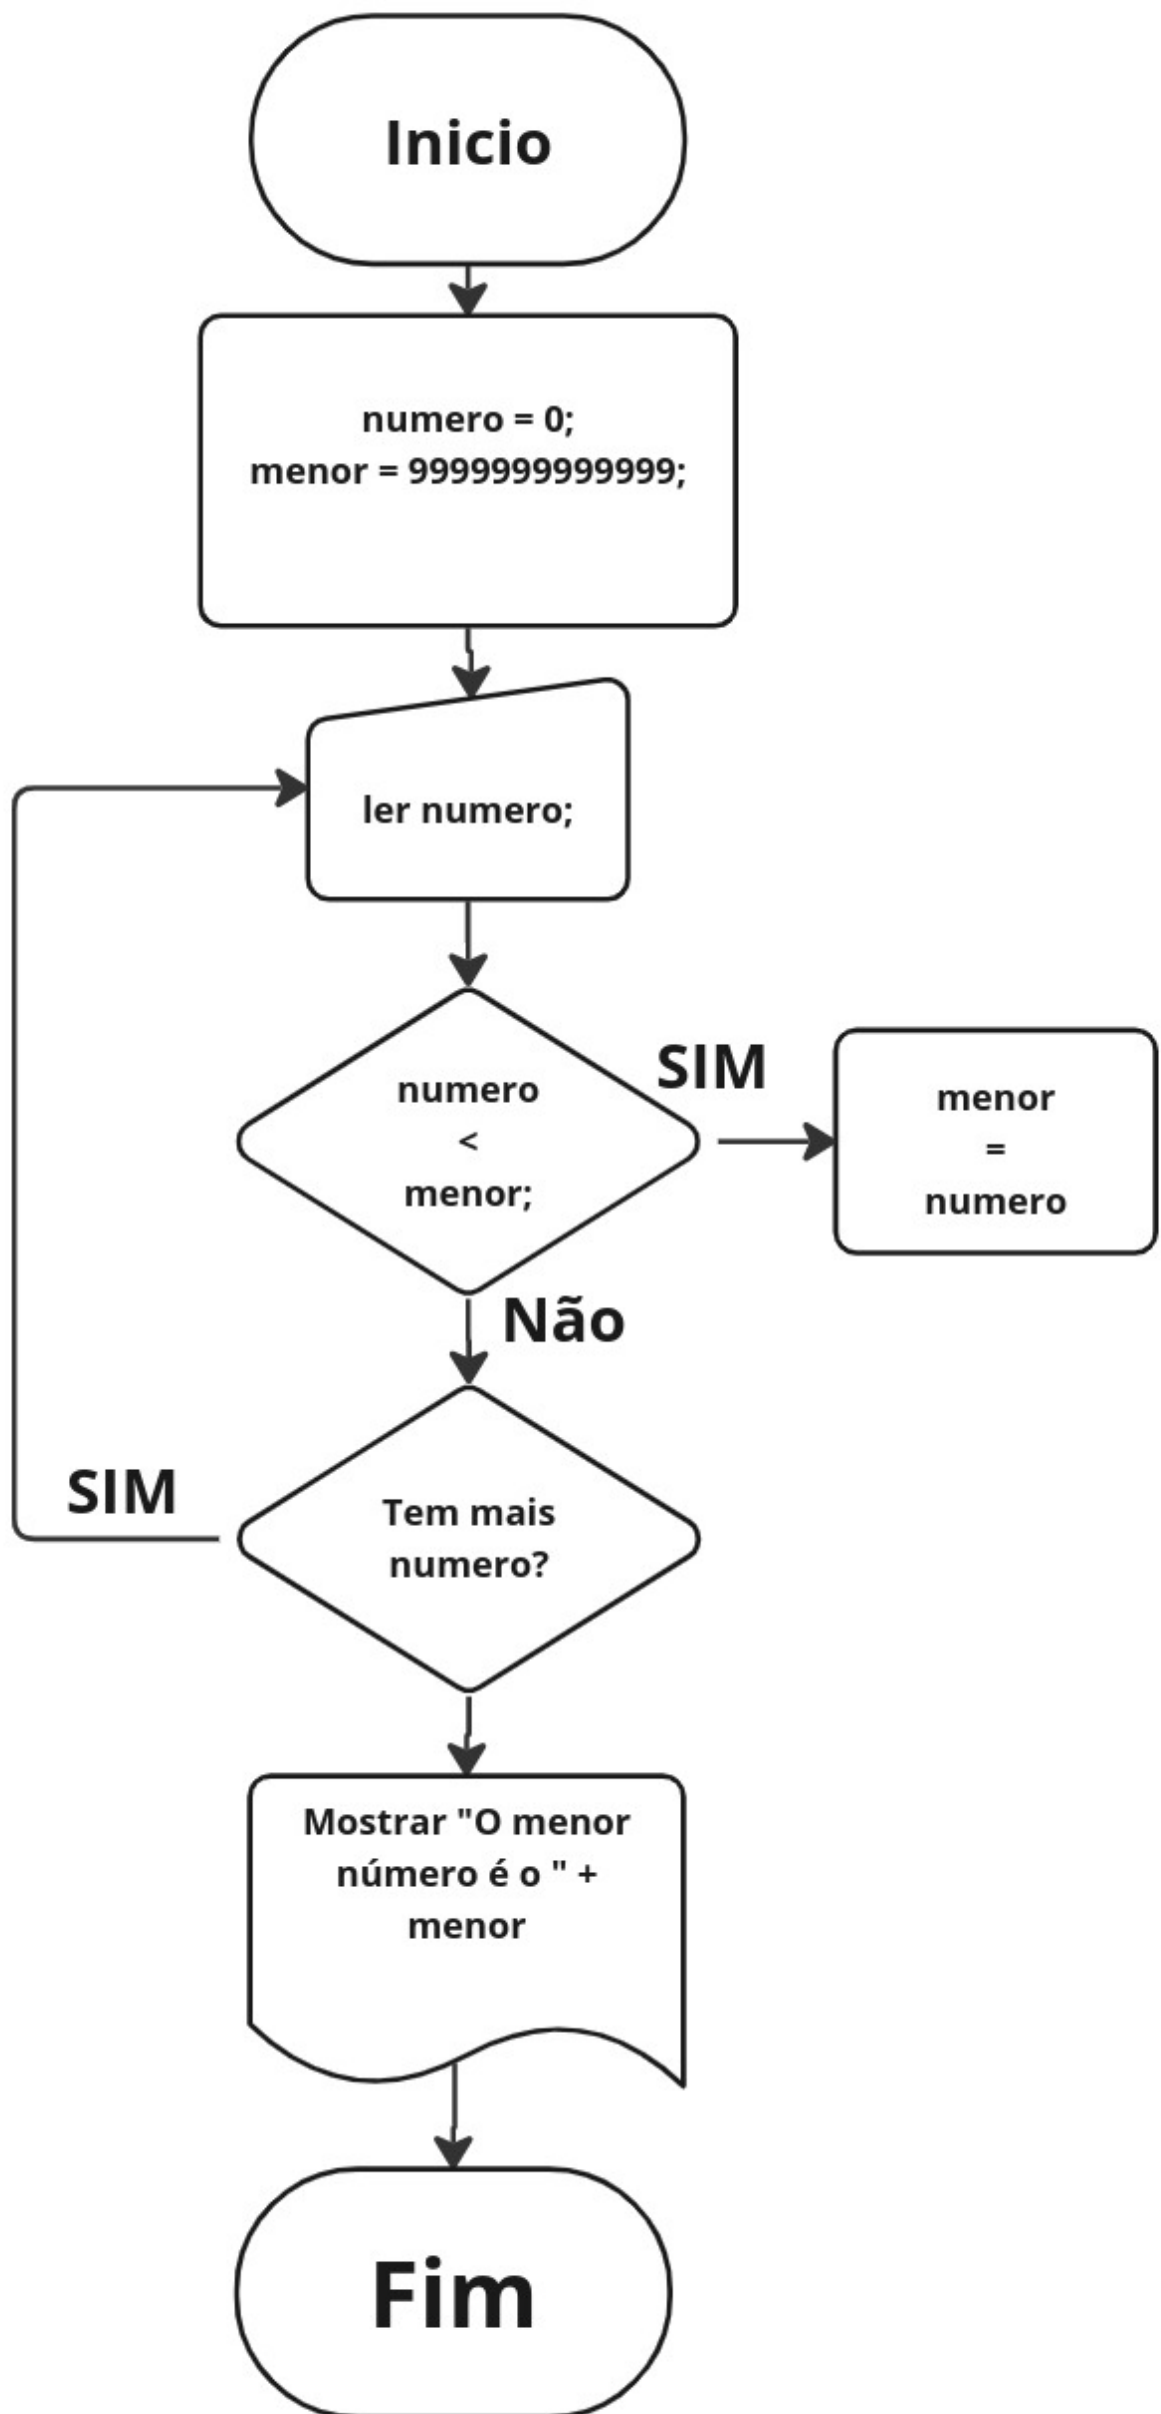 Inicio
numero = 0;
menor = 9999999999999;
ler numero;
numero
<
menor;
SIM
menor
=
numero
Não
Tem mais
numero?
SIM
Mostrar "O menor
número é o " +
menor
Fim